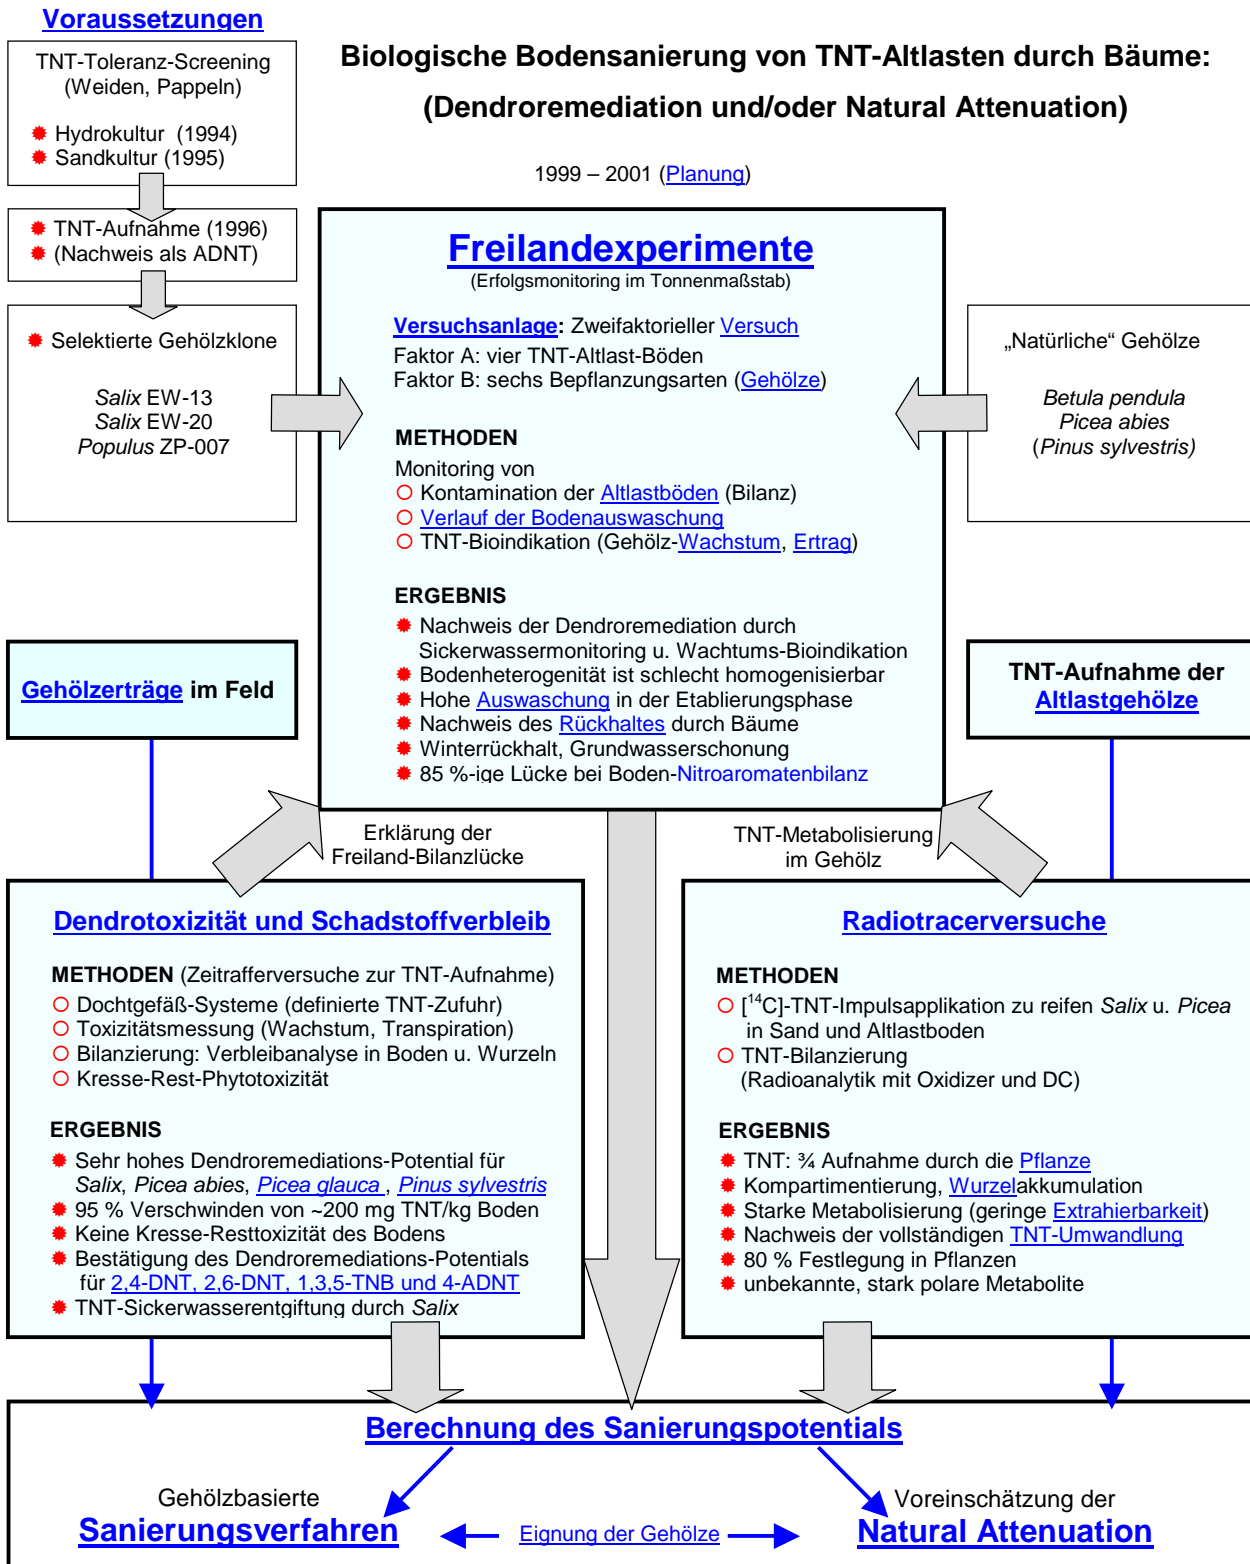 Voraussetzungen
TNT-Toleranz-Screening
(Weiden, Pappeln)
Hydrokultur (1994)
Sandkultur (1995)
TNT-Aufnahme (1996)
(Nachweis als ADNT)
Selektierte Gehölzklone
Salix EW-13
Salix EW-20
Populus ZP-007
Biologische Bodensanierung von TNT-Altlasten durch Bäume:
(Dendroremediation und/oder Natural Attenuation)
1999 – 2001 (Planung)
Freilandexperimente
(Erfolgsmonitoring im Tonnenmaßstab)
Versuchsanlage: Zweifaktorieller Versuch
Faktor A: vier TNT-Altlast-Böden
Faktor B: sechs Bepflanzungsarten (Gehölze)
METHODEN
Monitoring von
Kontamination der Altlastböden (Bilanz)
Verlauf der Bodenauswaschung
TNT-Bioindikation (Gehölz-Wachstum, Ertrag)
ERGEBNIS
Nachweis der Dendroremediation durch
Sickerwassermonitoring u. Wachtums-Bioindikation
Bodenheterogenität ist schlecht homogenisierbar
Hohe Auswaschung in der Etablierungsphase
Nachweis des Rückhaltes durch Bäume
Winterrückhalt, Grundwasserschonung
85 %-ige Lücke bei Boden-Nitroaromatenbilanz
„Natürliche“ Gehölze
Betula pendula
Picea abies
(Pinus sylvestris)
Gehölzerträge im Feld
TNT-Aufnahme der
Altlastgehölze
Erklärung der
Freiland-Bilanzlücke
TNT-Metabolisierung
im Gehölz
Dendrotoxizität und Schadstoffverbleib
METHODEN (Zeitrafferversuche zur TNT-Aufnahme)
Dochtgefäß-Systeme (definierte TNT-Zufuhr)
Toxizitätsmessung (Wachstum, Transpiration)
Bilanzierung: Verbleibanalyse in Boden u. Wurzeln
Kresse-Rest-Phytotoxizität
ERGEBNIS
Sehr hohes Dendroremediations-Potential für
Salix, Picea abies, Picea glauca , Pinus sylvestris
95 % Verschwinden von ~200 mg TNT/kg Boden
Keine Kresse-Resttoxizität des Bodens
Bestätigung des Dendroremediations-Potentials
für 2,4-DNT, 2,6-DNT, 1,3,5-TNB und 4-ADNT
TNT-Sickerwasserentgiftung durch Salix
Radiotracerversuche
METHODEN
[14C]-TNT-Impulsapplikation zu reifen Salix u. Picea
in Sand und Altlastboden
TNT-Bilanzierung
(Radioanalytik mit Oxidizer und DC)
ERGEBNIS
TNT: ¾ Aufnahme durch die Pflanze
Kompartimentierung, Wurzelakkumulation
Starke Metabolisierung (geringe Extrahierbarkeit)
Nachweis der vollständigen TNT-Umwandlung
80 % Festlegung in Pflanzen
unbekannte, stark polare Metabolite
Berechnung des Sanierungspotentials
Gehölzbasierte
Sanierungsverfahren
Eignung der Gehölze
Voreinschätzung der
Natural Attenuation